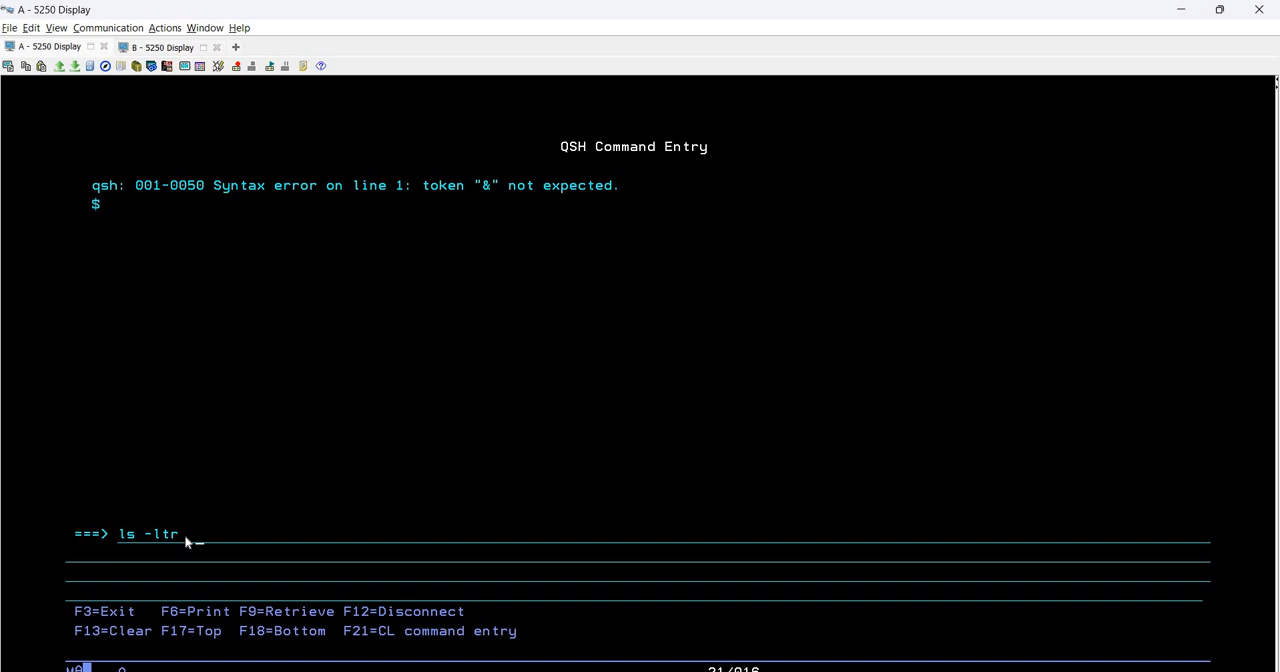 A - 5250 Display
File Edit View Communication Actions Window Help
A - 5250 Display B - 5250 Display
QSH Command Entry
qsh: 001-0050 Syntax error on line 1: token "&" not expected.
$
===> ls -ltr
F3=Exit F6=Print F9=Retrieve F12=Disconnect
F13=Clear F17=Top F18=Bottom F21=CL command entry
21/016